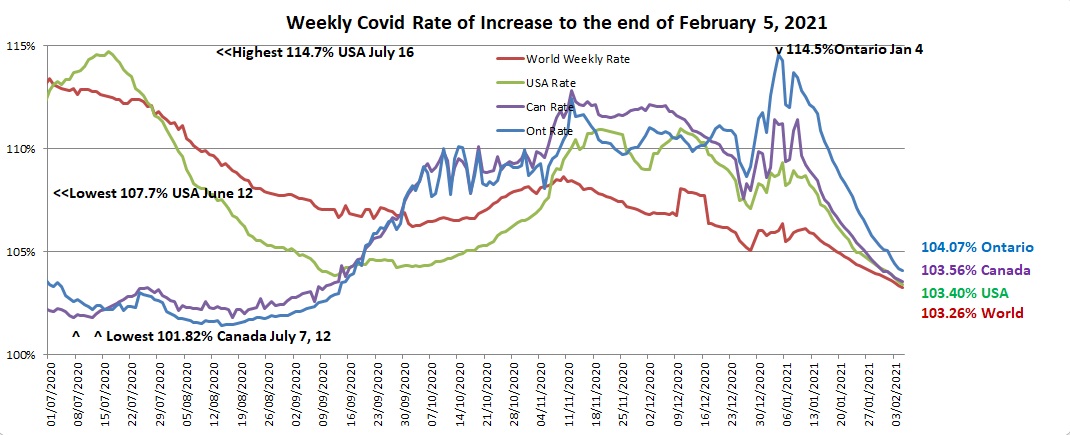 Weekly Covid Rate of Increase to the end of February 5, 2021
115%
<<Highest 114.7% USA July 16
v 114.5%Ontario Jan 4
World Weekly Rate
USA Rate
Can Rate
Ont Rate
110%
<<Lowest 107.7% USA June 12
105%
104.07% Ontario
103.56% Canada
103.40% USA
103.26% World
^ ^ Lowest 101.82% Canada July 7, 12
100%
01/07/2020
08/07/2020
15/07/2020
22/07/2020
29/07/2020
05/08/2020
12/08/2020
19/08/2020
26/08/2020
02/09/2020
09/09/2020
16/09/2020
23/09/2020
30/09/2020
07/10/2020
14/10/2020
21/10/2020
28/10/2020
04/11/2020
11/11/2020
18/11/2020
25/11/2020
02/12/2020
09/12/2020
16/12/2020
23/12/2020
30/12/2020
06/01/2021
13/01/2021
20/01/2021
27/01/2021
03/02/2021